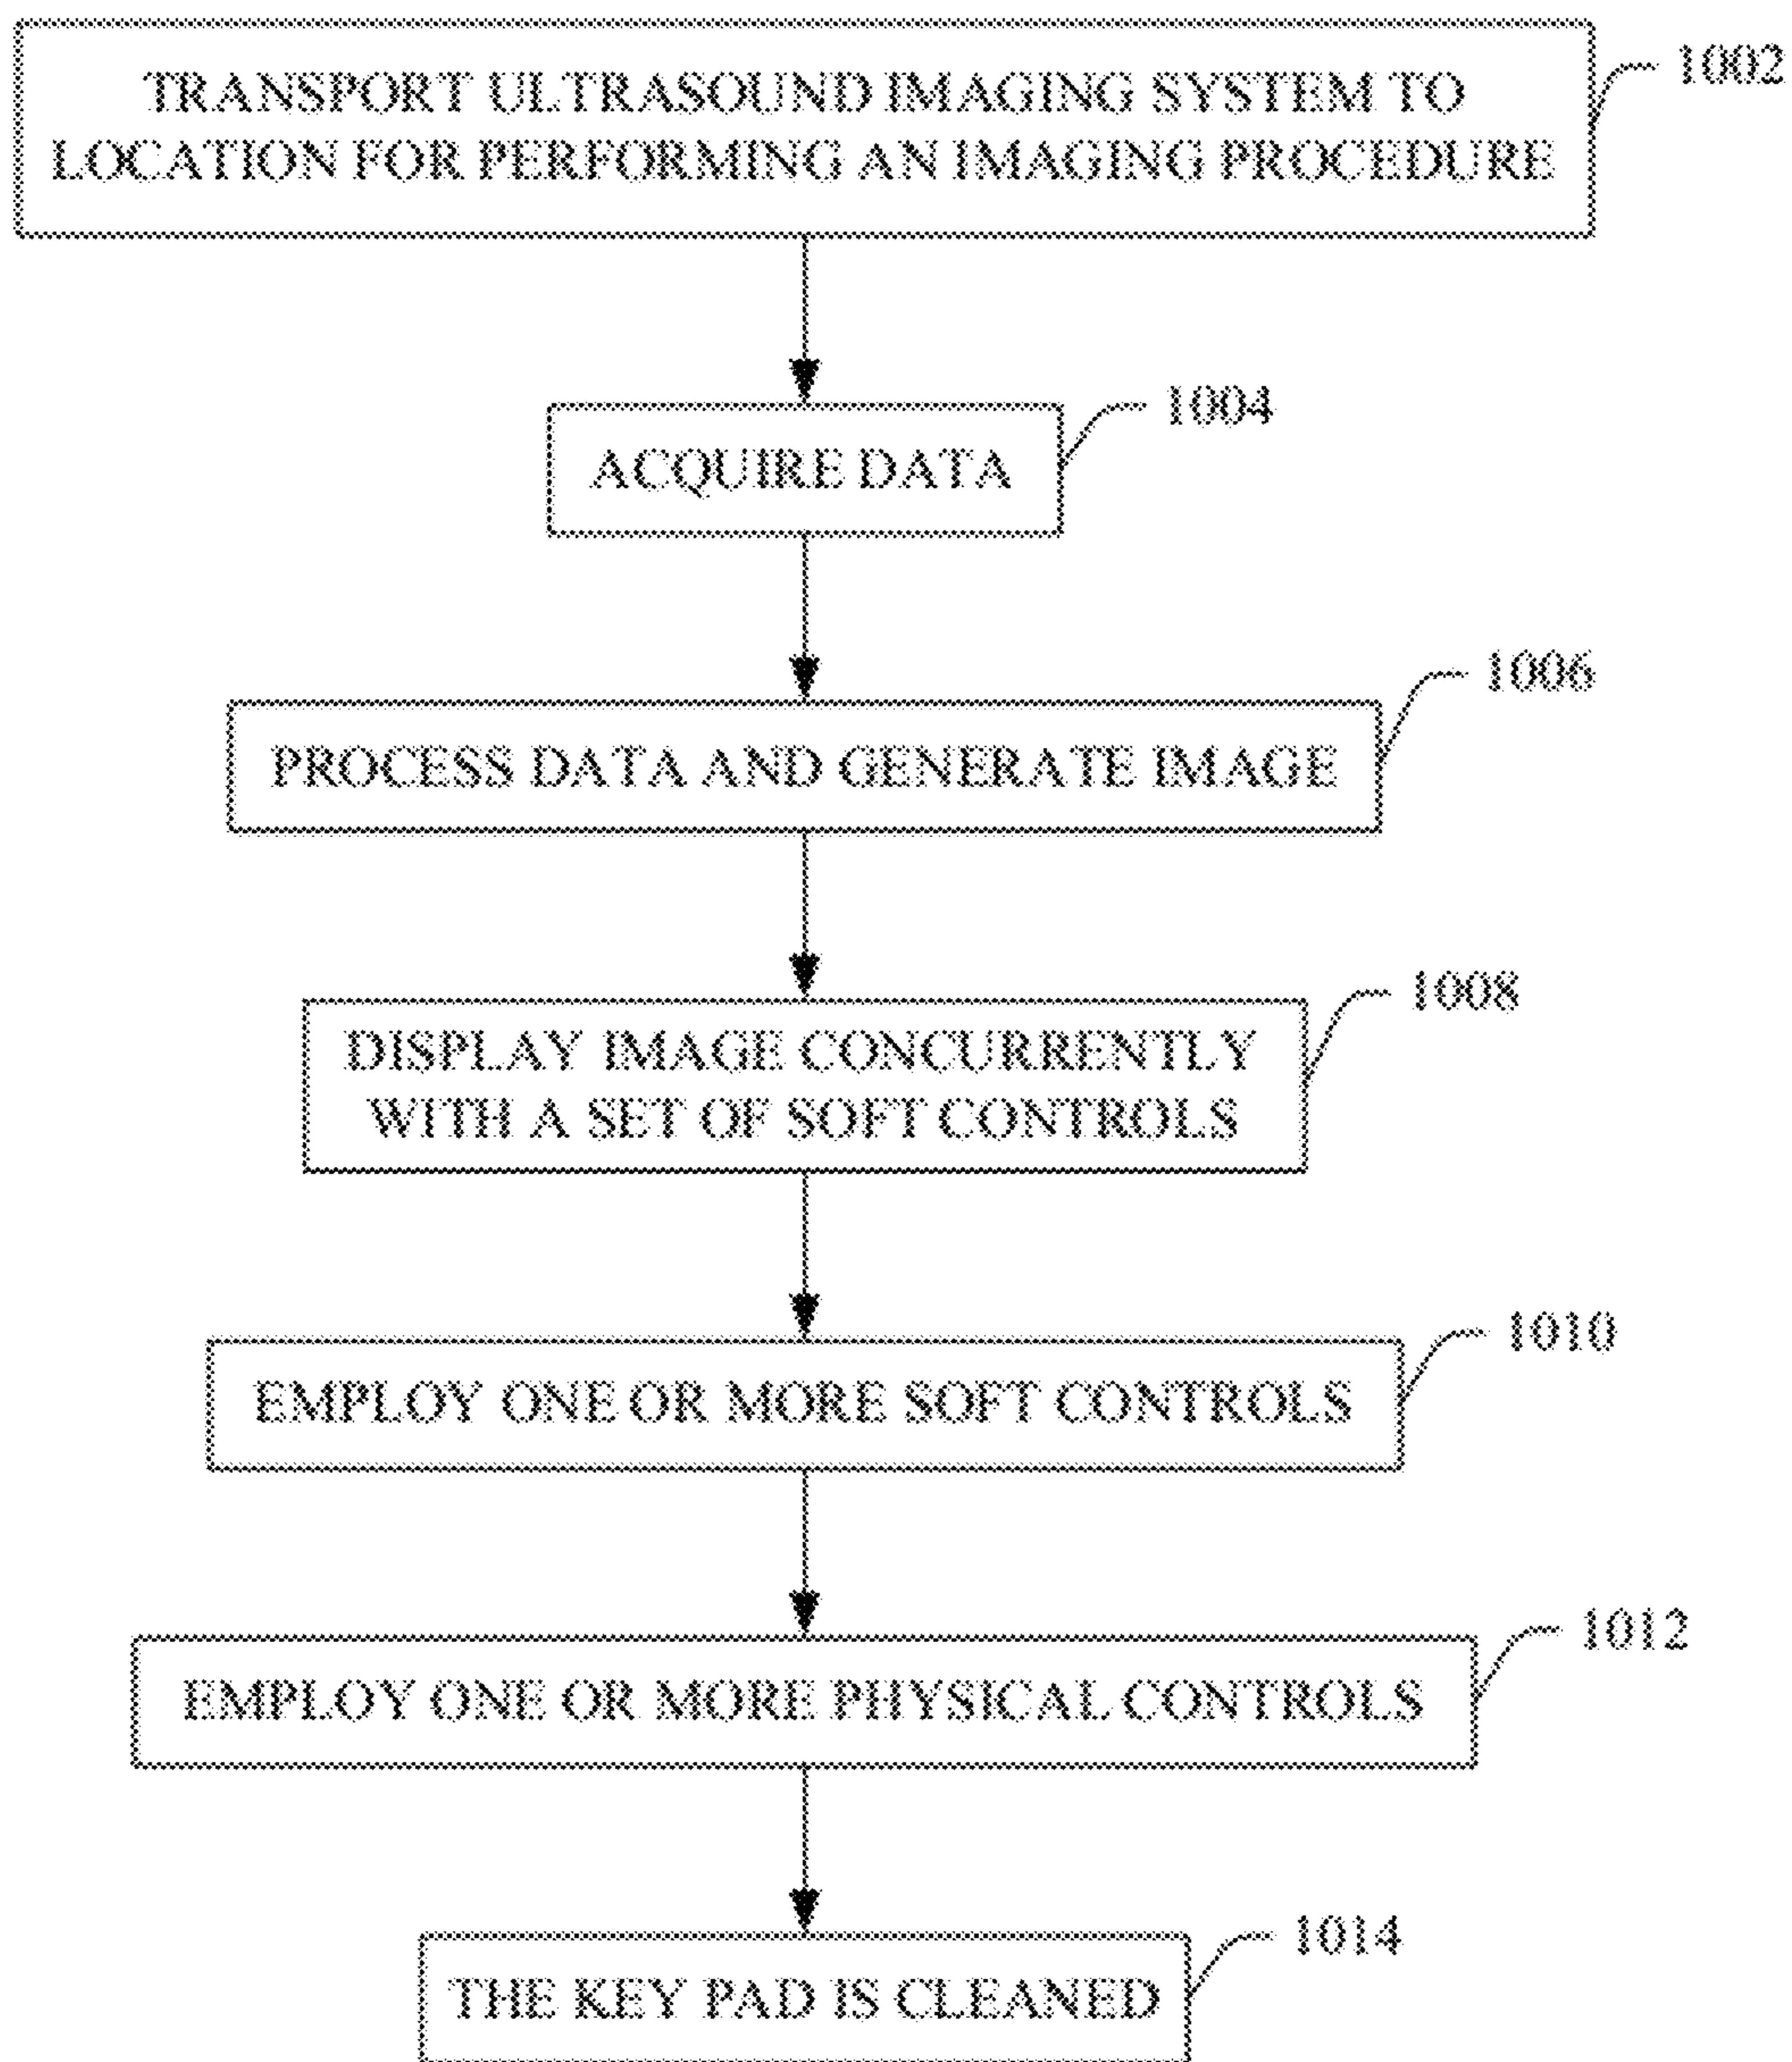 TRANSPORT ULTRASOUND IMAGING SYSTEM TO
LOCATION FOR PERFORMING AN IMAGING PROCEDURE
1002
ACQUIRE DATA
1004
PROCESS DATA AND GENERATE IMAGE
1006
DISPLAY IMAGE CONCURRENTLY
WITH A SET OF SOFT CONTROLS
1008
EMPLOY ONE OR MORE SOFT CONTROLS
1010
EMPLOY ONE OR MORE PHYSICAL CONTROLS
1012
THE KEY PAD IS CLEANED
1014